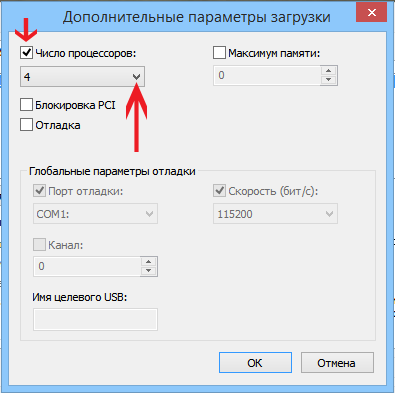 Дополнительные параметры загрузки
Число процессоров:
Максимум памяти:
4
0
Блокировка PCI
Отладка
Глобальные параметры отладки
Порт отладки:
Скорость (бит/с):
COM1:
115200
Канал:
0
Имя целевого USB:
OK
Отмена